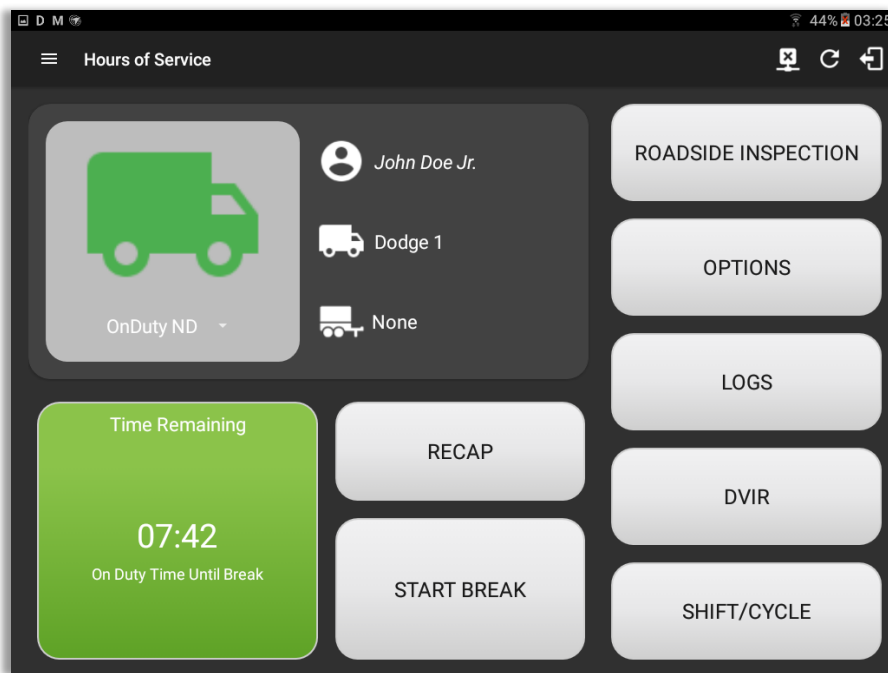 D M 44% 03:25
Hours of Service
John Doe Jr.
Dodge 1
None
OnDuty ND
Time Remaining
07:42
On Duty Time Until Break
RECAP
START BREAK
ROADSIDE INSPECTION
OPTIONS
LOGS
DVIR
SHIFT/CYCLE